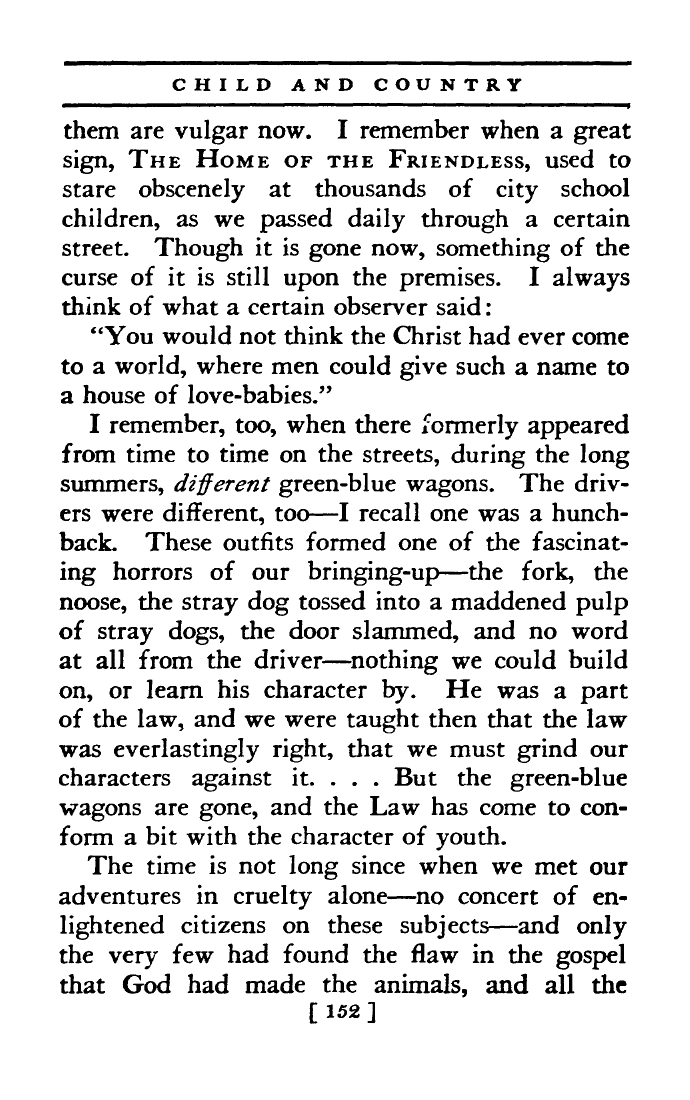 CHILD AND COUNTRY
them are vulgar now. I remember when a great
sign, THE HOME OF THE FRIENDLESS, used to
stare obscenely at thousands of city school
children, as we passed daily through a certain
street. Though it is gone now, something of the
curse of it is still upon the premises. I always
think of what a certain observer said:
"You would not think the Christ had ever come
to a world, where men could give such a name to
a house of love-babies."
I remember, too, when there formerly appeared
from time to time on the streets, during the long
summers, different green-blue wagons. The driv-
ers were different, too—I recall one was a hunch-
back. These outfits formed one of the fascinat-
ing horrors of our bringing-up—the fork, the
noose, the stray dog tossed into a maddened pulp
of stray dogs, the door slammed, and no word
at all from the driver—nothing we could build
on, or learn his character by. He was a part
of the law, and we were taught then that the law
was everlastingly right, that we must grind our
characters against it. . . . But the green-blue
wagons are gone, and the Law has come to con-
form a bit with the character of youth.
The time is not long since when we met our
adventures in cruelty alone—no concert of en-
lightened citizens on these subjects—and only
the very few had found the flaw in the gospel
that God had made the animals, and all the
[ 152 ]